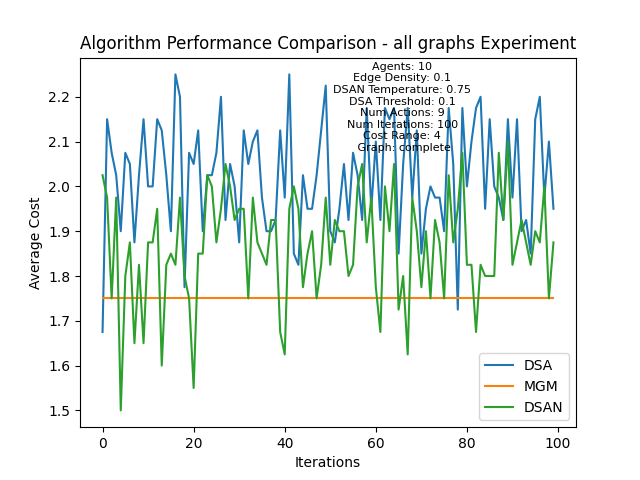 Algorithm Performance Comparison - all graphs Experiment
Agents: 10
Edge Density: 0.1
DSAN Temperature: 0.75
DSA Threshold: 0.1
Num Actions: 9
Num Iterations: 100
Cost Range: 4
Graph: complete
Average Cost
2.2
2.1
2.0
1.9
1.8
1.7
1.6
1.5
DSA
MGM
DSAN
0
20
40
60
80
100
Iterations